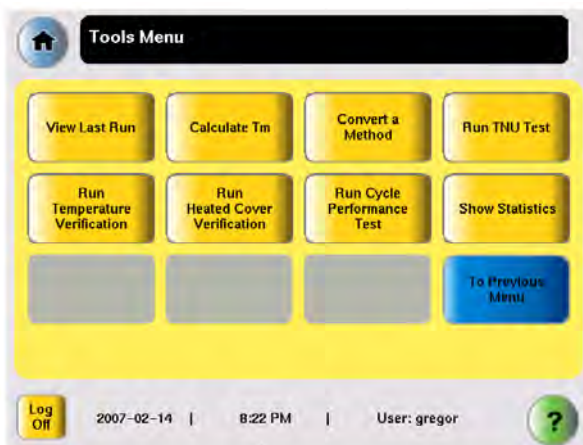 Tools Menu
View Last Run
Calculate Tm
Convert a
Method
Run TNU Test
Run
Temperature
Verification
Run
Heated Cover
Verification
Run Cycle
Performance
Test
Show Statistics
To Previous
Menu
Log
Off
2007-02-14 | 8:22 PM | User: gregor
?